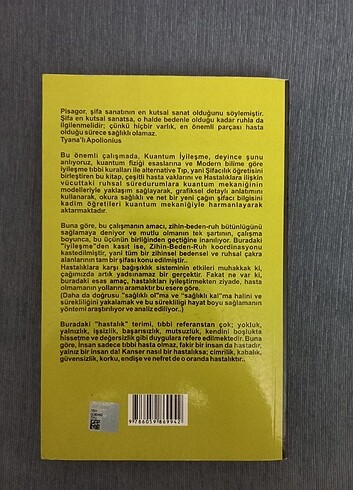 Pisagor, şifa sanatının en kutsal sanat olduğunu söylemiştir.
Şifa en kutsal sanatsa, o halde bedenle olduğu kadar ruhla da
ilgilenmelidir; çünkü hiçbir varlık, en önemli parçası hasta
olduğu sürece sağlıklı olamaz.
Tyana'lı Apollonius
Bu önemli çalışmada, Kuantum İyileşme, deyince şunu
anlıyoruz, kuantum fiziği esaslarına ve Modern bilime göre
İyileşme tıbbi kuralları ile alternative Tıp, yani Şifacılık öğretisini
birleştiren bu kitap, çeşitli hasta vakalarını ve Hastalıklara ilişkin
vücuttaki ruhsal süredurumlara kuantum mekaniğinin
modelleriyle yaklaşım sağlayarak, grafiksel detaylı anlatımını
kullanarak, okura sağlıklı ve net bir yeni çağın şifacı bilgisini
kadim öğretileri kuantum mekaniğiyle harmanlayarak
aktarmaktadır.
Buna göre, bu çalışmanın amacı, zihin-beden-ruh bütünlüğünü
sağlamaya deniyor ve mutlu olmanın tek şartının, çalışma
boyunca, bu üçünün birliğinden geçtiğine inanılıyor. Buradaki
"iyileşme"den kasıt ise, Zihin-Beden-Ruh koordinasyonu
kastedilmiştir, yani tüm bir zihinsel bedensel ve ruhsal çakra
alanlarının tam bir şifası konu edilmiştir..
Hastalıklara karşı bağışıklık sisteminin etkileri muhakkak ki,
çağımızda artık yadsınamaz bir gerçektir. Fakat ne var ki,
buradaki esas amaç, hastalıkları iyileştirmekten ziyade, hasta
olmamanın yollarını aramaktır bu esere göre.
(Daha da doğrusu "sağlıklı ol"ma ve "sağlıklı kal"ma halini ve
sürekliliğini yakalamak ve bu sürekliliği hayat boyu sağlamanın
yöntemi araştırılıyor ve analiz ediliyor..)
Buradaki "hastalık" terimi, tıbbi referanstan çok; yokluk,
yalnızlık, işsizlik, başarısızlık, mutsuzluk, kendini boşlukta
hissetme ve değersizlik gibi duygulara refere edilmektedir. Buna
göre, İnsan sadece tıbbi hasta olmaz, fakir bir insan da hastadır,
yalnız bir insan da! Kanser nasıl bir hastalıksa; cimrilik, kabalık,
güvensizlik, korku, endişe ve nefret de o oranda hastalıktır..
9 786059 869942